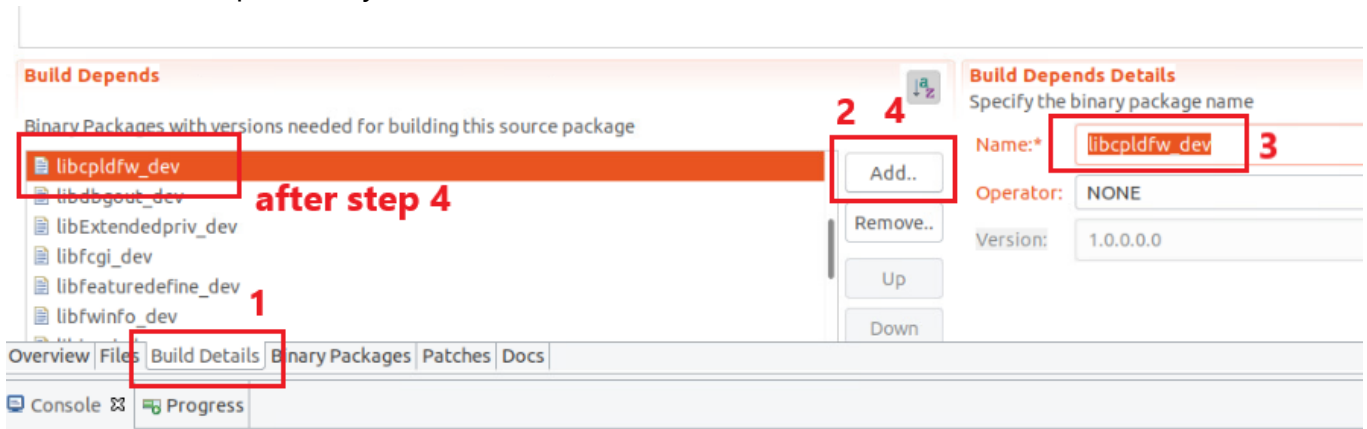 Build Depends
Binary Packages with versions needed for building this source package
libcpldfw_dev
after step 4
libdbgout_dev
libExtendedpriv_dev
libfcgi_dev
libfeaturedefine_dev
1
libfwinfo_dev
2 4
Add..
Remove..
Up
Down
Build Depends Details
Specify the binary package name
Name:*
libcpldfw_dev
3
Operator:
NONE
Version:
1.0.0.0.0
Overview Files Build Details Binary Packages Patches Docs
Console Progress